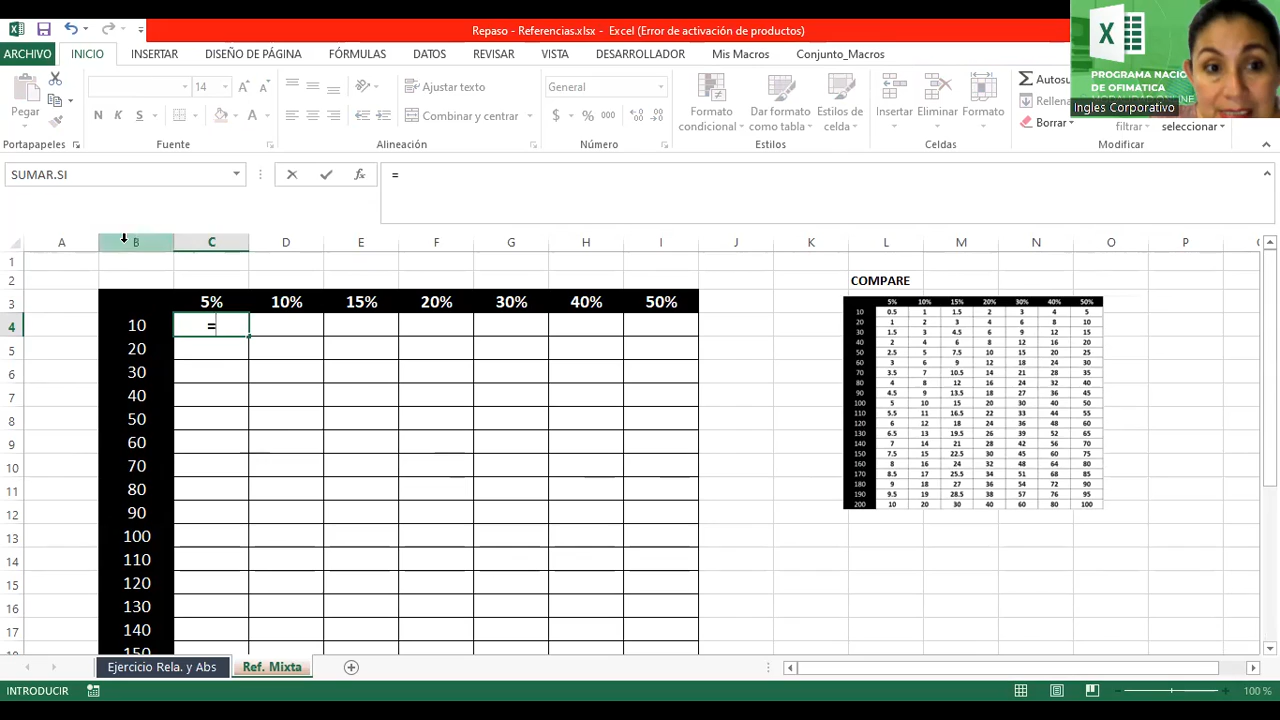 Repaso - Referencias.xlsx - Excel (Error de activación de productos)
ARCHIVO INICIO INSERTAR DISEÑO DE PÁGINA FÓRMULAS DATOS REVISAR VISTA DESARROLLADOR Mis Macros Conjunto_Macros
PROGRAMA NACIO
DE OFIMATICA
Ingles Corporativo
Pegar
14
N K S
Ajustar texto
Combinar y centrar
General
$ % 000
Formato condicional
Dar formato como tabla
Estilos de celda
Insertar
Eliminar
Formato
Autosu
Rellena
Borrar
filtrar
seleccionar
Portapapeles Fuente Alineación Número Estilos Celdas Modificar
SUMAR.SI =
A B C D E F G H I J K L M N O P Q
1
2 COMPARE
3 5% 10% 15% 20% 30% 40% 50%
4 10 =
5 20
6 30
7 40
8 50
9 60
10 70
11 80
12 90
13 100
14 110
15 120
16 130
17 140
18 150
5% 10% 15% 20% 30% 40% 50%
10 0.5 1 1.5 2 3 4 5
20 1 2 3 4 6 8 10
30 1.5 3 4.5 6 9 12 15
40 2 4 6 8 12 16 20
50 2.5 5 7.5 10 15 20 25
60 3 6 9 12 18 24 30
70 3.5 7 10.5 14 21 28 35
80 4 8 12 16 24 32 40
90 4.5 9 13.5 18 27 36 45
100 5 10 15 20 30 40 50
110 5.5 11 16.5 22 33 44 55
120 6 12 18 24 36 48 60
130 6.5 13 19.5 26 39 52 65
140 7 14 21 28 42 56 70
150 7.5 15 22.5 30 45 60 75
160 8 16 24 32 48 64 80
170 8.5 17 25.5 34 51 68 85
180 9 18 27 36 54 72 90
190 9.5 19 28.5 38 57 76 95
200 10 20 30 40 60 80 100
Ejercicio Rela. y Abs Ref. Mixta
INTRODUCIR 100 %